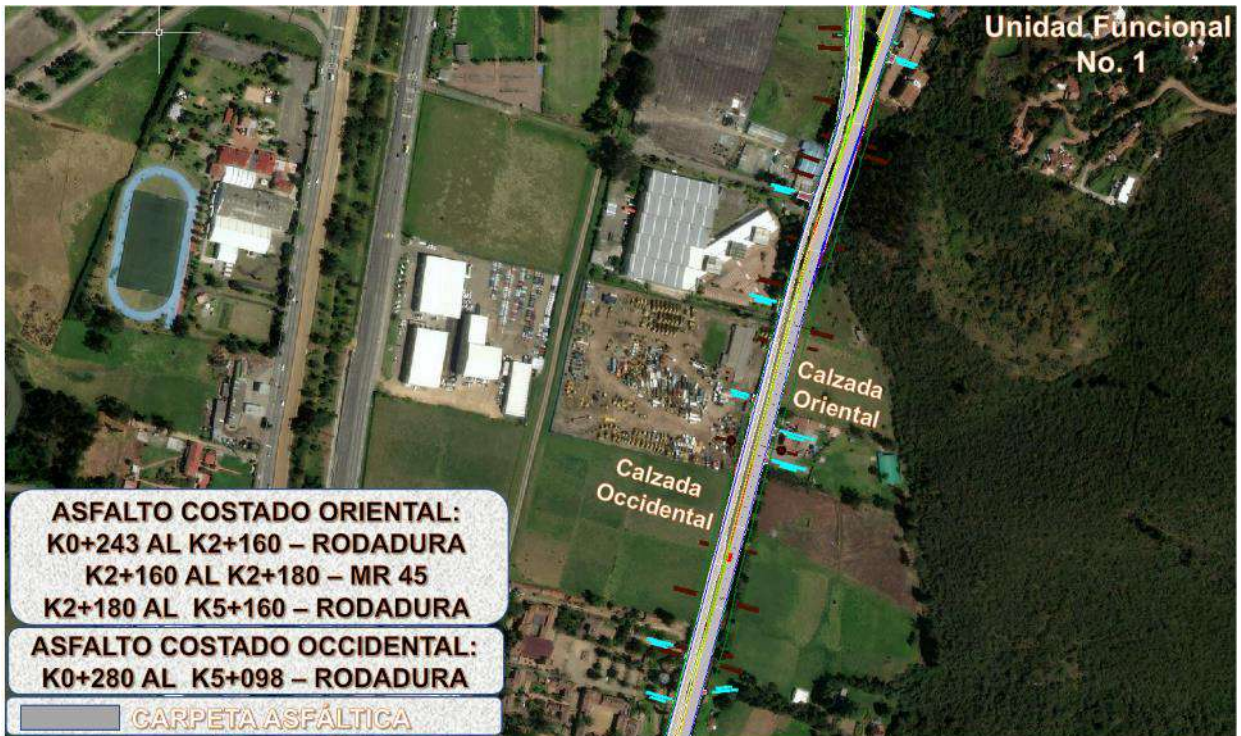 Unidad Funcional
No. 1
Calzada
Oriental
Calzada
Occidental
ASFALTO COSTADO ORIENTAL:
K0+243 AL K2+160 – RODADURA
K2+160 AL K2+180 – MR 45
K2+180 AL K5+160 – RODADURA
ASFALTO COSTADO OCCIDENTAL:
K0+280 AL K5+098 – RODADURA
CARPETA ASFÁLTICA